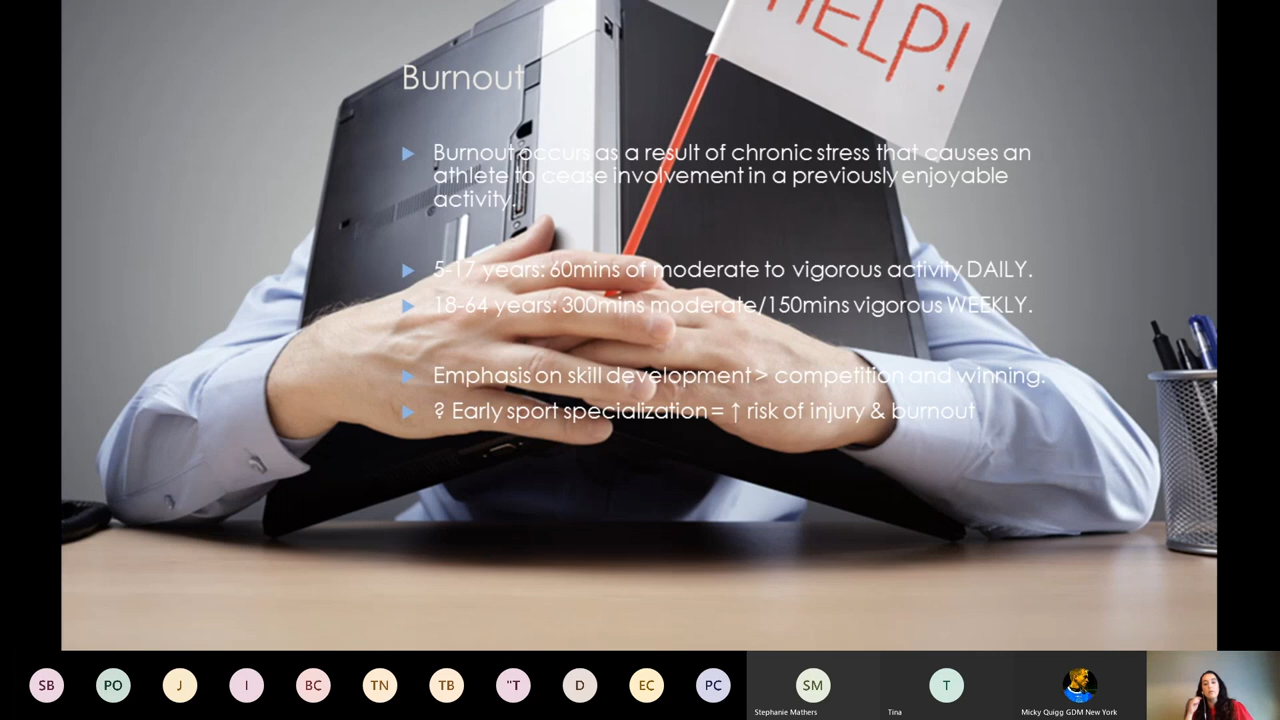 HELP!
Burnout
Burnout occurs as a result of chronic stress that causes an
athlete to cease involvement in a previously enjoyable
activity.
5-17 years: 60mins of moderate to vigorous activity DAILY.
18-64 years: 300mins moderate/150mins vigorous WEEKLY.
Emphasis on skill development > competition and winning.
? Early sport specialization = ↑ risk of injury & burnout
SB PO J I BC TN TB "T D EC PC SM T
Stephanie Mathers Tina Micky Quigg GDM New York